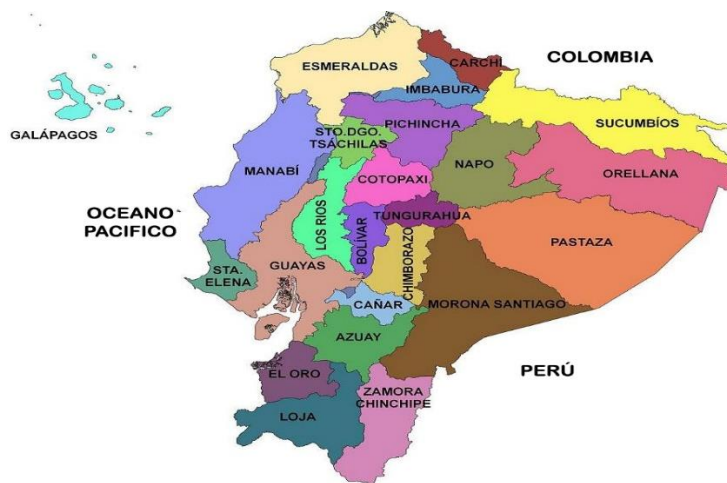 ESMERALDAS
CARCHI
COLOMBIA
IMBABURA
GALÁPAGOS
PICHINCHA
SUCUMBÍOS
STO.DGO.
TSÁCHILAS
MANABÍ
COTOPAXI
NAPO
ORELLANA
OCEANO
PACIFICO
LOS RIOS
BOLÍVAR
TUNGURAHUA
CHIMBORAZO
PASTAZA
STA.
ELENA
GUAYAS
CAÑAR
MORONA SANTIAGO
AZUAY
PERÚ
EL ORO
ZAMORA
CHINCHIPE
LOJA